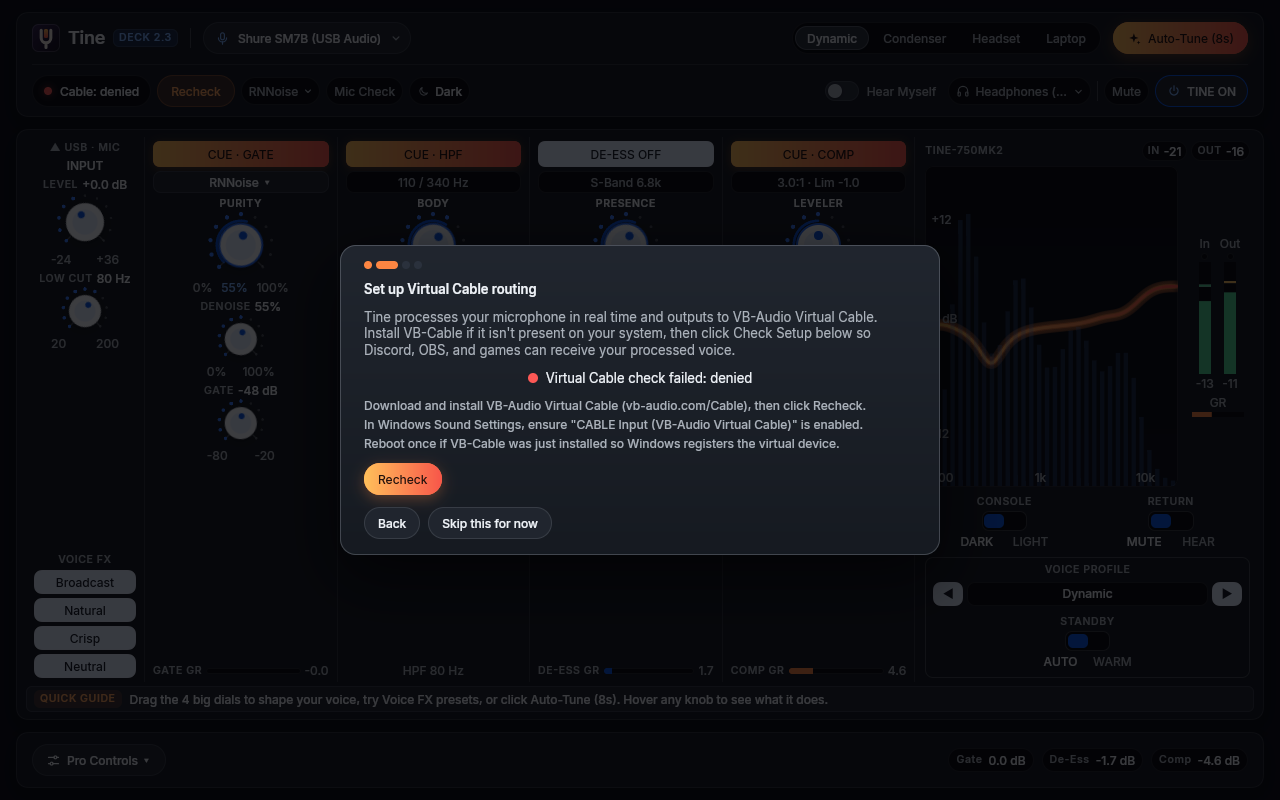 Tine DECK 2.3 Shure SM7B (USB Audio) Dynamic Condenser Headset Laptop Auto-Tune (8s)
Cable: denied Recheck RNNoise Mic Check Dark Hear Myself Headphones (... Mute TINE ON
USB · MIC
INPUT
LEVEL +0.0 dB
-24 +36
LOW CUT 80 Hz
20 200
VOICE FX
Broadcast
Natural
Crisp
Neutral
CUE · GATE
RNNoise
PURITY
0% 55% 100%
DENOISE 55%
0% 100%
GATE -48 dB
-80 -20
GATE GR -0.0
CUE · HPF
110 / 340 Hz
BODY
HPF 80 Hz
DE-ESS OFF
S-Band 6.8k
PRESENCE
DE-ESS GR 1.7
CUE · COMP
3.0:1 · Lim -1.0
LEVELER
COMP GR 4.6
Set up Virtual Cable routing
Tine processes your microphone in real time and outputs to VB-Audio Virtual Cable.
Install VB-Cable if it isn't present on your system, then click Check Setup below so
Discord, OBS, and games can receive your processed voice.
Virtual Cable check failed: denied
Download and install VB-Audio Virtual Cable (vb-audio.com/Cable), then click Recheck.
In Windows Sound Settings, ensure "CABLE Input (VB-Audio Virtual Cable)" is enabled.
Reboot once if VB-Cable was just installed so Windows registers the virtual device.
Recheck
Back Skip this for now
TINE-750MK2 IN -21 OUT -16
+12
dB
12
00 1k 10k
In Out
-13 -11
GR
CONSOLE RETURN
DARK LIGHT MUTE HEAR
VOICE PROFILE
Dynamic
STANDBY
AUTO WARM
QUICK GUIDE Drag the 4 big dials to shape your voice, try Voice FX presets, or click Auto-Tune (8s). Hover any knob to see what it does.
Pro Controls Gate 0.0 dB De-Ess -1.7 dB Comp -4.6 dB